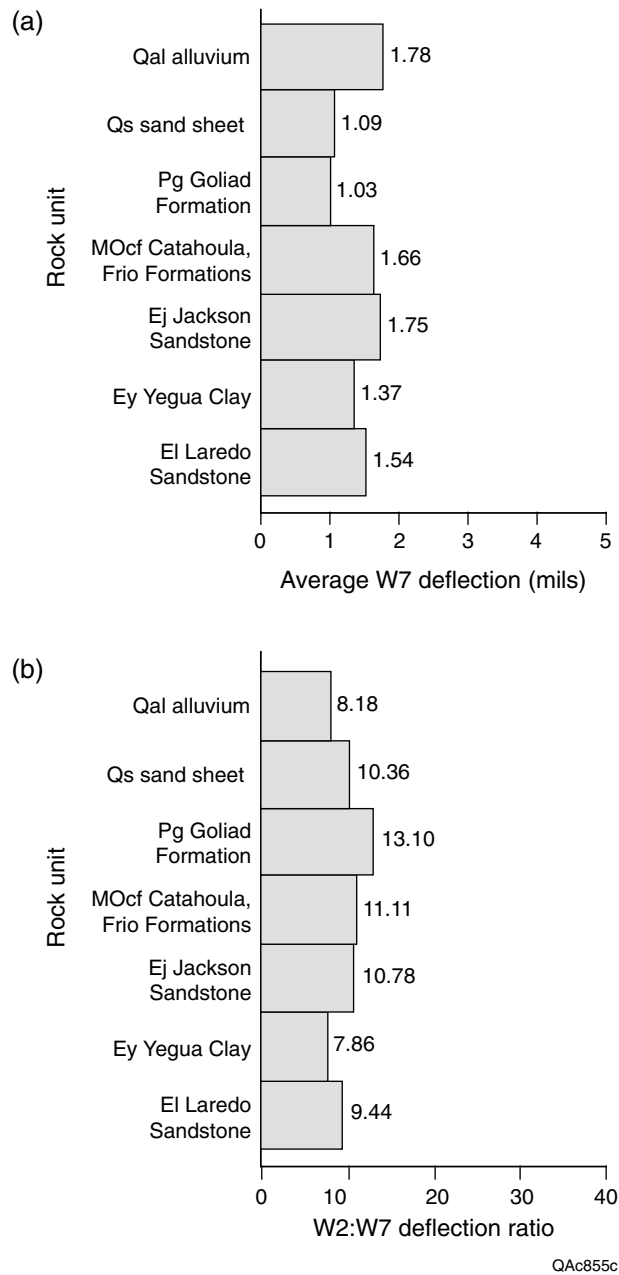 (a)
Rock unit
Qal alluvium
1.78
Qs sand sheet
1.09
Pg Goliad
Formation
1.03
MOcf Catahoula,
Frio Formations
1.66
Ej Jackson
Sandstone
1.75
Ey Yegua Clay
1.37
El Laredo
Sandstone
1.54
0 1 2 3 4 5
Average W7 deflection (mils)
(b)
Rock unit
Qal alluvium
8.18
Qs sand sheet
10.36
Pg Goliad
Formation
13.10
MOcf Catahoula,
Frio Formations
11.11
Ej Jackson
Sandstone
10.78
Ey Yegua Clay
7.86
El Laredo
Sandstone
9.44
0 10 20 30 40
W2:W7 deflection ratio
QAc855c